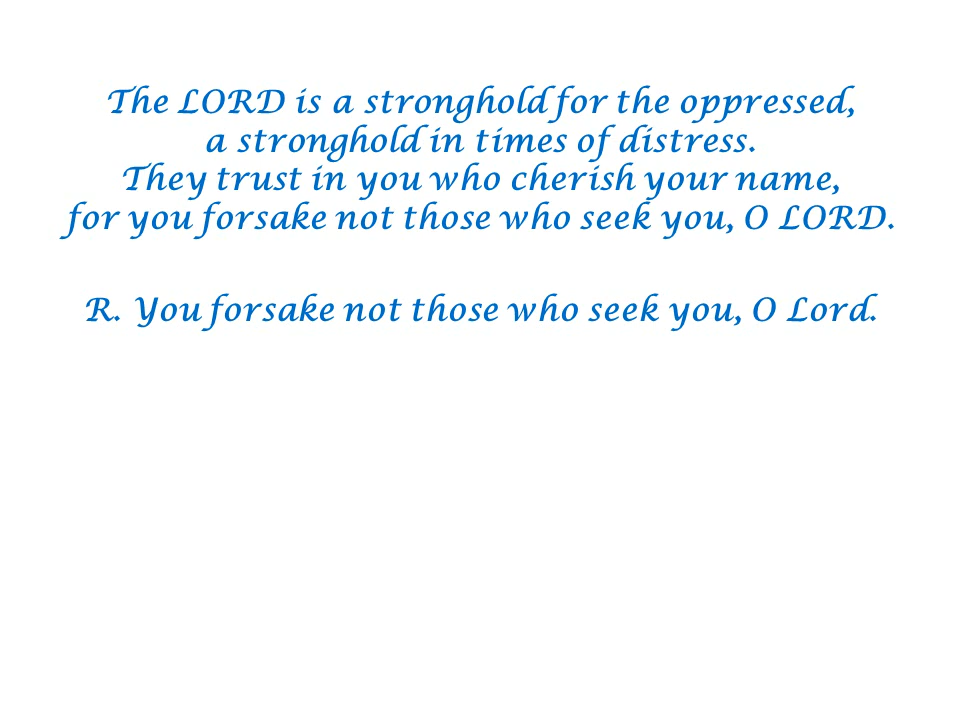 The LORD is a stronghold for the oppressed,
a stronghold in times of distress.
They trust in you who cherish your name,
for you forsake not those who seek you, O LORD.
R. You forsake not those who seek you, O Lord.